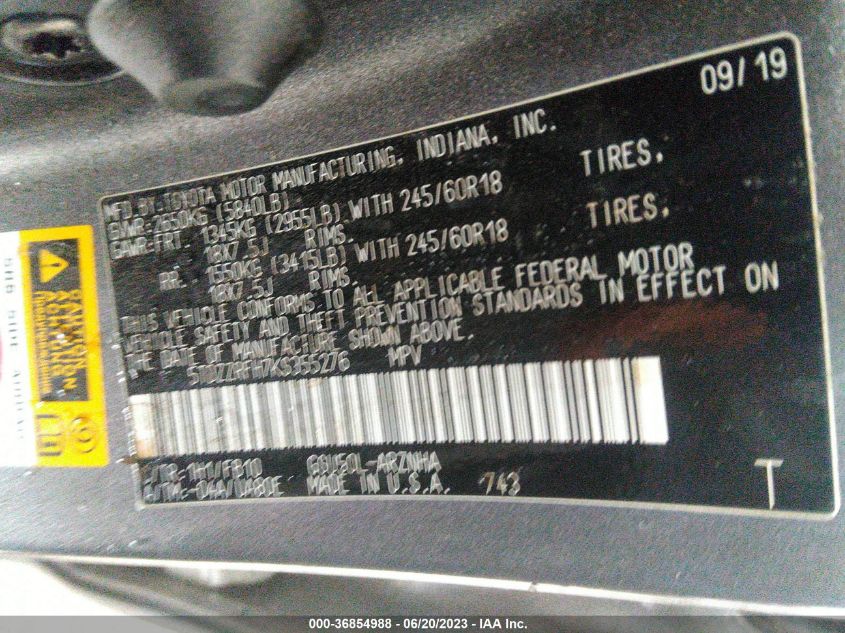 09/19
MFD.BY:TOYOTA MOTOR MANUFACTURING, INDIANA, INC.
GVWR:2650KG (5840LB)
GAWR:FRT. 1345KG (2955LB) WITH 245/60R18 TIRES,
18X7.5J RIMS.
RR. 1550KG (3415LB) WITH 245/60R18 TIRES,
18X7.5J RIMS.
THIS VEHICLE CONFORMS TO ALL APPLICABLE FEDERAL MOTOR
VEHICLE SAFETY AND THEFT PREVENTION STANDARDS IN EFFECT ON
THE DATE OF MANUFACTURE SHOWN ABOVE.
MPV
MADE IN U.S.A. 743
T
000-36854988 — 06/20/2023 — IAA Inc.